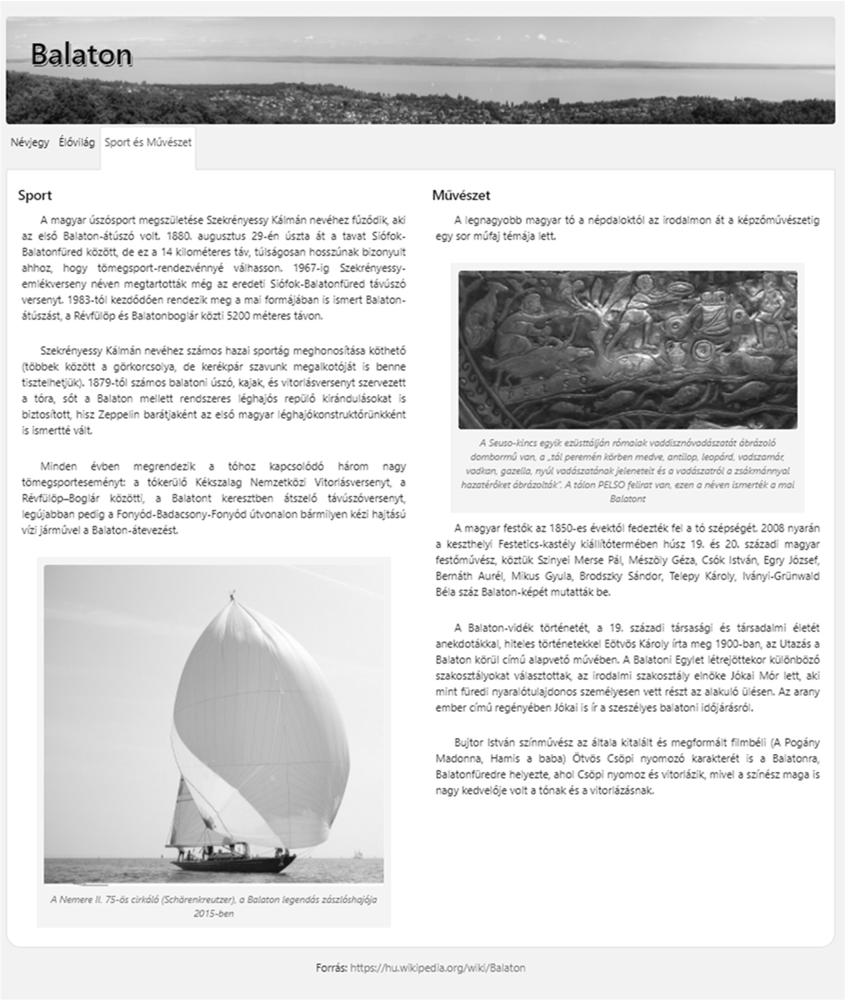 Balaton
Névjegy Élővilág Sport és Művészet
Sport
A magyar úszósport megszületése Szekrényessy Kálmán nevéhez fűződik, aki
az első Balaton-átúszó volt. 1880. augusztus 29-én úszta át a tavat Siófok-
Balatonfüred között, de ez a 14 kilométeres táv, túlságosan hosszúnak bizonyult
ahhoz, hogy tömegsport-rendezvénnyé válhasson. 1967-ig Szekrényessy-
emlékverseny néven megtartották még az eredeti Siófok-Balatonfüred távúszó
versenyt. 1983-tól kezdődően rendezik meg a mai formájában is ismert Balaton-
átúszást, a Révfülöp és Balatonboglár közti 5200 méteres távon.
Szekrényessy Kálmán nevéhez számos hazai sportág meghonosítása köthető
(többek között a görkorcsolya, de kerékpár szavunk megalkotóját is benne
tisztelhetjük). 1879-től számos balatoni úszó, kajak, és vitorlásversenyt szervezett
a tóra, sőt a Balaton mellett rendszeres léghajós repülő kirándulásokat is
biztosított, hisz Zeppelin barátjaként az első magyar léghajókonstruktőrünkként
is ismertté vált.
Minden évben megrendezik a tóhoz kapcsolódó három nagy
tömegsporteseményt: a tókerülő Kékszalag Nemzetközi Vitorlásversenyt, a
Révfülöp–Boglár közötti, a Balatont keresztben átszelő távúszóversenyt,
legújabban pedig a Fonyód-Badacsony-Fonyód útvonalon bármilyen kézi hajtású
vízi járművel a Balaton-átevezést.
A Nemere II. 75-ös cirkáló (Schärenkreutzer), a Balaton legendás zászlóshajója
2015-ben
Művészet
A legnagyobb magyar tó a népdaloktól az irodalmon át a képzőművészetig
egy sor műfaj témája lett.
PELSO
A Seuso-kincs egyik ezüsttálján rómaiak vaddisznóvadászatát ábrázoló
dombormű van, a „tál peremén körben medve, antilop, leopárd, vadszamár,
vadkan, gazella, nyúl vadászatának jeleneteit és a vadászatról a zsákmánnyal
hazatérőket ábrázolták”. A tálon PELSO felirat van, ezen a néven ismerték a mai
Balatont
A magyar festők az 1850-es évektől fedezték fel a tó szépségét. 2008 nyarán
a keszthelyi Festetics-kastély kiállítótermében húsz 19. és 20. századi magyar
festőművész, köztük Szinyei Merse Pál, Mészöly Géza, Csók István, Egry József,
Bernáth Aurél, Mikus Gyula, Brodszky Sándor, Telepy Károly, Iványi-Grünwald
Béla száz Balaton-képét mutatták be.
A Balaton-vidék történetét, a 19. századi társasági és társadalmi életét
anekdotákkal, hiteles történetekkel Eötvös Károly írta meg 1900-ban, az Utazás a
Balaton körül című alapvető művében. A Balatoni Egylet létrejöttekor különböző
szakosztályokat választottak, az irodalmi szakosztály elnöke Jókai Mór lett, aki
mint füredi nyaralótulajdonos személyesen vett részt az alakuló ülésen. Az arany
ember című regényében Jókai is ír a szeszélyes balatoni időjárásról.
Bujtor István színművész az általa kitalált és megformált filmbéli (A Pogány
Madonna, Hamis a baba) Ötvös Csöpi nyomozó karakterét is a Balatonra,
Balatonfüredre helyezte, ahol Csöpi nyomoz és vitorlázik, mivel a színész maga is
nagy kedvelője volt a tónak és a vitorlázásnak.
Forrás: https://hu.wikipedia.org/wiki/Balaton